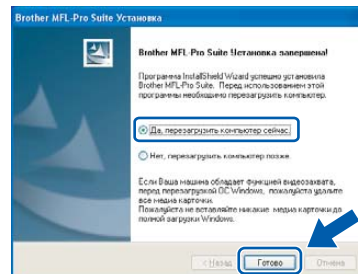 Brother MFL-Pro Suite Установка
Brother MFL-Pro Suite Установка завершена!
Программа InstallShield Wizard успешно установила
Brother MFL-Pro Suite. Перед использованием этой
программы необходимо перезагрузить компьютер.
Да, перезагрузить компьютер сейчас.
Нет, перезагрузить компьютер позже.
Если Ваша машина обладает функцией видеозахвата,
перед перезагрузкой ОС Windows, пожалуйста удалите
все медиа карточки.
Пожалуйста не вставляйте никакие медиа карточки до
полной загрузки Windows.
< Назад Готово Отмена